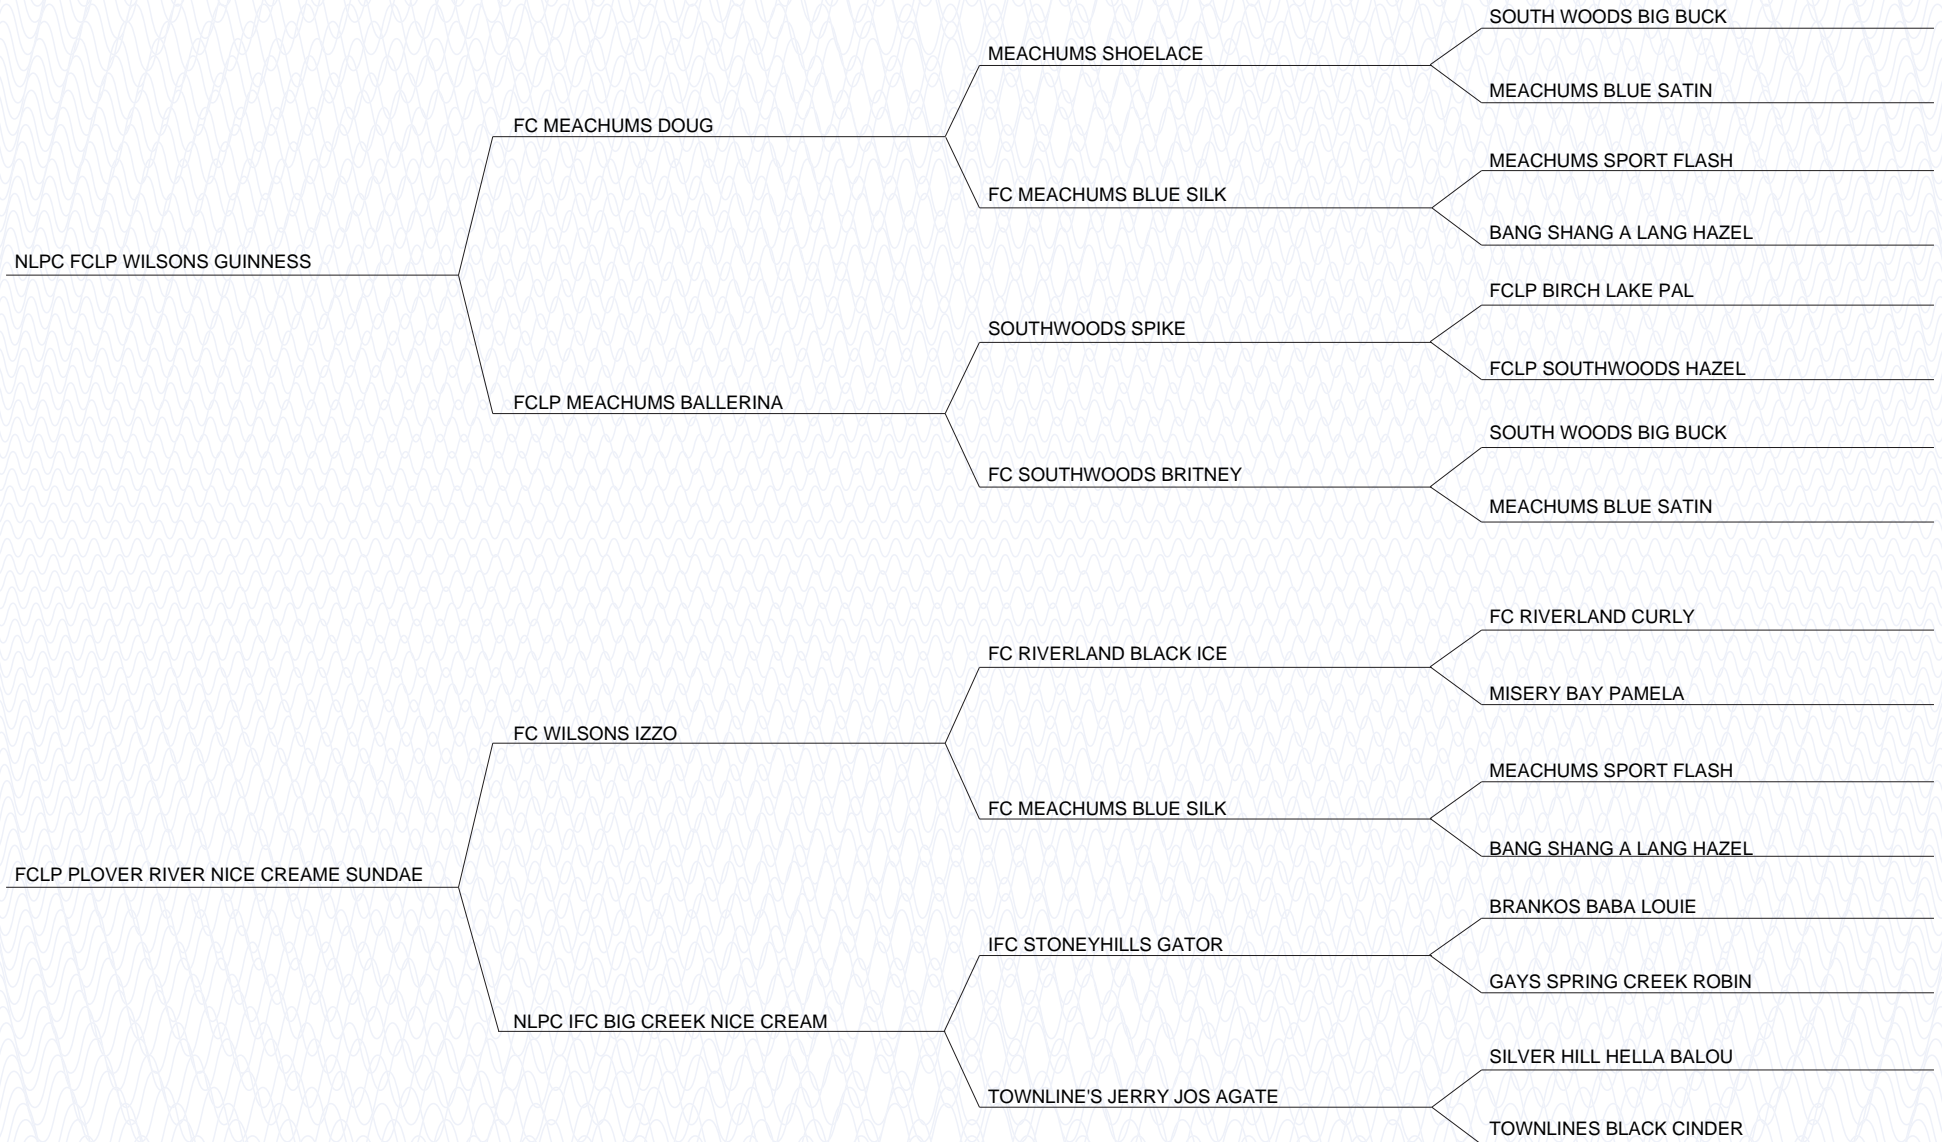 SOUTH WOODS BIG BUCK
MEACHUMS SHOELACE
MEACHUMS BLUE SATIN
FC MEACHUMS DOUG
MEACHUMS SPORT FLASH
FC MEACHUMS BLUE SILK
BANG SHANG A LANG HAZEL
NLPC FCLP WILSONS GUINNESS
FCLP BIRCH LAKE PAL
SOUTHWOODS SPIKE
FCLP SOUTHWOODS HAZEL
FCLP MEACHUMS BALLERINA
SOUTH WOODS BIG BUCK
FC SOUTHWOODS BRITNEY
MEACHUMS BLUE SATIN
FC RIVERLAND CURLY
FC RIVERLAND BLACK ICE
MISERY BAY PAMELA
FC WILSONS IZZO
MEACHUMS SPORT FLASH
FC MEACHUMS BLUE SILK
BANG SHANG A LANG HAZEL
FCLP PLOVER RIVER NICE CREAME SUNDAE
BRANKOS BABA LOUIE
IFC STONEYHILLS GATOR
GAYS SPRING CREEK ROBIN
NLPC IFC BIG CREEK NICE CREAM
SILVER HILL HELLA BALOU
TOWNLINE'S JERRY JOS AGATE
TOWNLINES BLACK CINDER